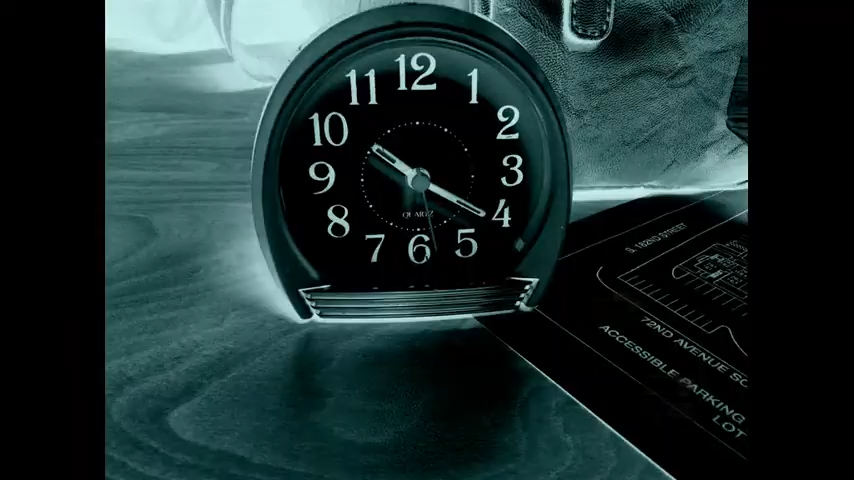 12
11 1
10 2
9 3
8 4
7 6 5
QUARTZ
S. 182ND STREET
72ND AVENUE SO
ACCESSIBLE PARKING
LOT